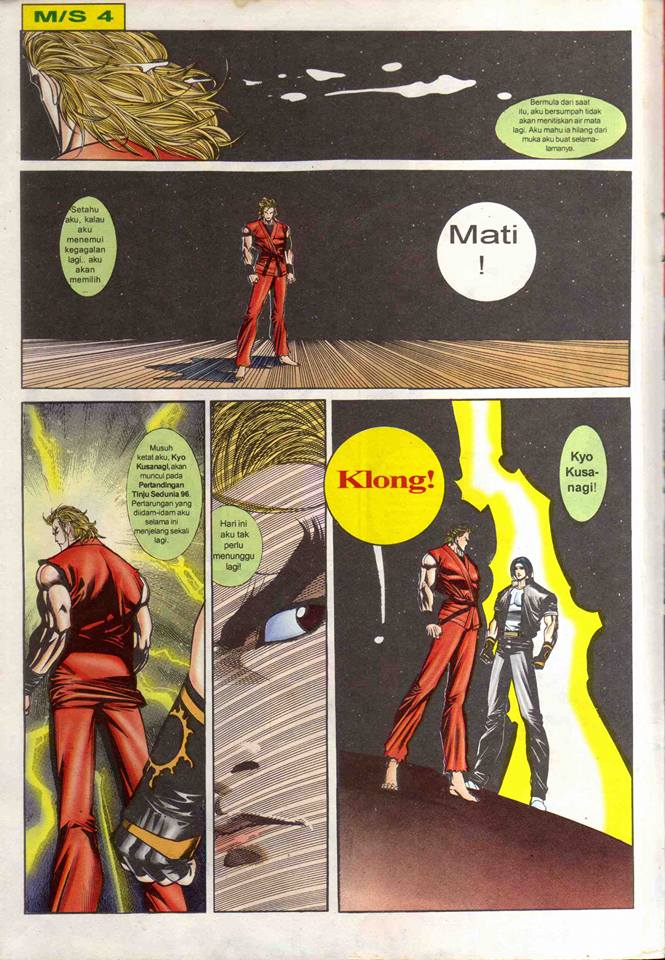 M/S 4
Bermula dari saat
itu, aku bersumpah tidak
akan menitiskan air mata
lagi. Aku mahu ia hilang dari
muka aku buat selama-
lamanya.
Setahu
aku, kalau
aku
menemui
kegagalan
lagi.. aku
akan
memilih
...
Mati
!
Musuh
ketat aku, Kyo
Kusanagi, akan
muncul pada
Pertandingan
Tinju Sedunia 96.
Pertarungan yang
diidam-idam aku
selama ini
menjelang sekali
lagi.
Hari ini
aku tak
perlu
menunggu
lagi!
Klong!
Kyo
Kusa-
nagi!